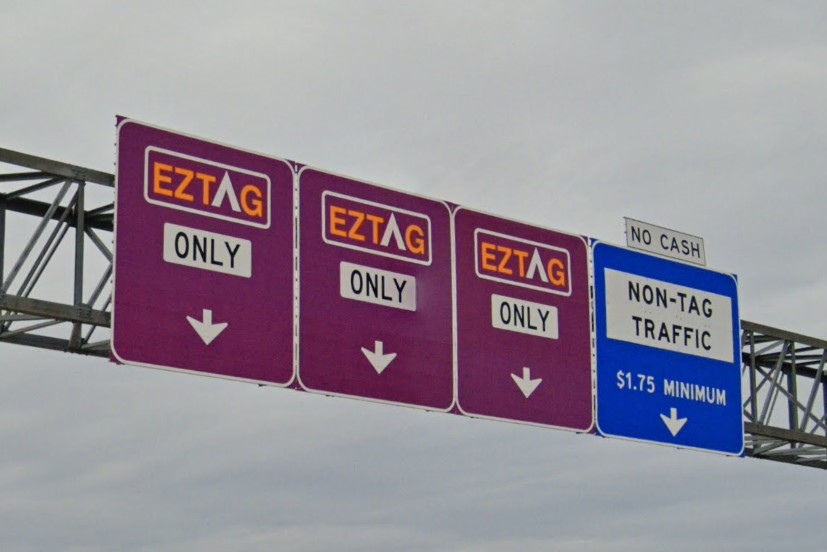 EZTAG
ONLY
EZTAG
ONLY
EZTAG
ONLY
NO CASH
NON-TAG
TRAFFIC
$1.75 MINIMUM